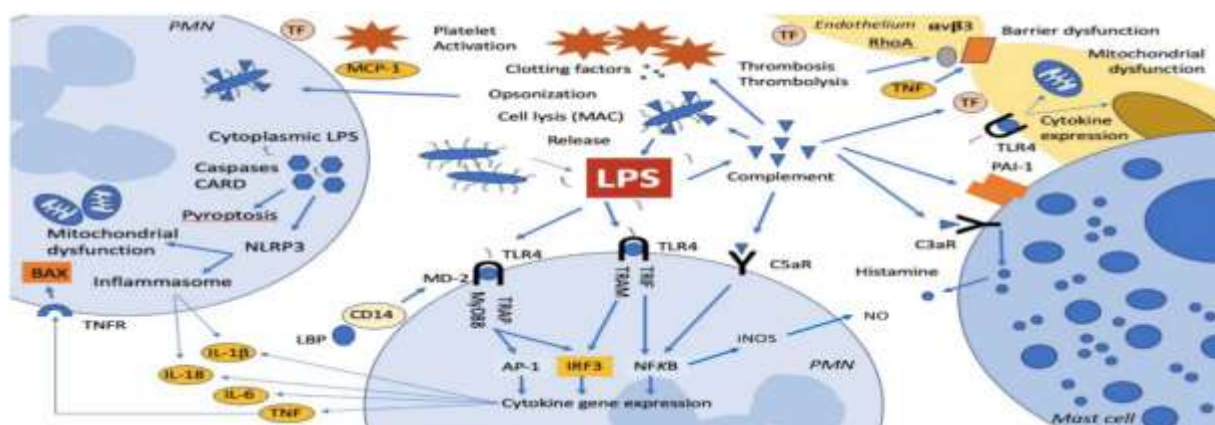 PMN
TF
MCP-1
Platelet
Activation
Clotting factors
Opsonization
Cell lysis (MAC)
Release
LPS
Complement
TF
Thrombosis
Thrombolysis
Endothelium αvβ3
RhoA
TNF
Barrier dysfunction
Mitochondrial
dysfunction
TF
Cytokine
expression
TLR4
PAI-1
C3aR
Histamine
Mast cell
Cytoplasmic LPS
Caspases
CARD
Pyroptosis
Mitochondrial
dysfunction
NLRP3
BAX
Inflammasome
TNFR
LBP
CD14
MD-2
TLR4
MyD88
TRAP
TLR4
TRAM
TRIF
C5aR
IL-1β
IL-18
IL-6
TNF
AP-1
IRF3
NFKB
iNOS
NO
Cytokine gene expression
PMN